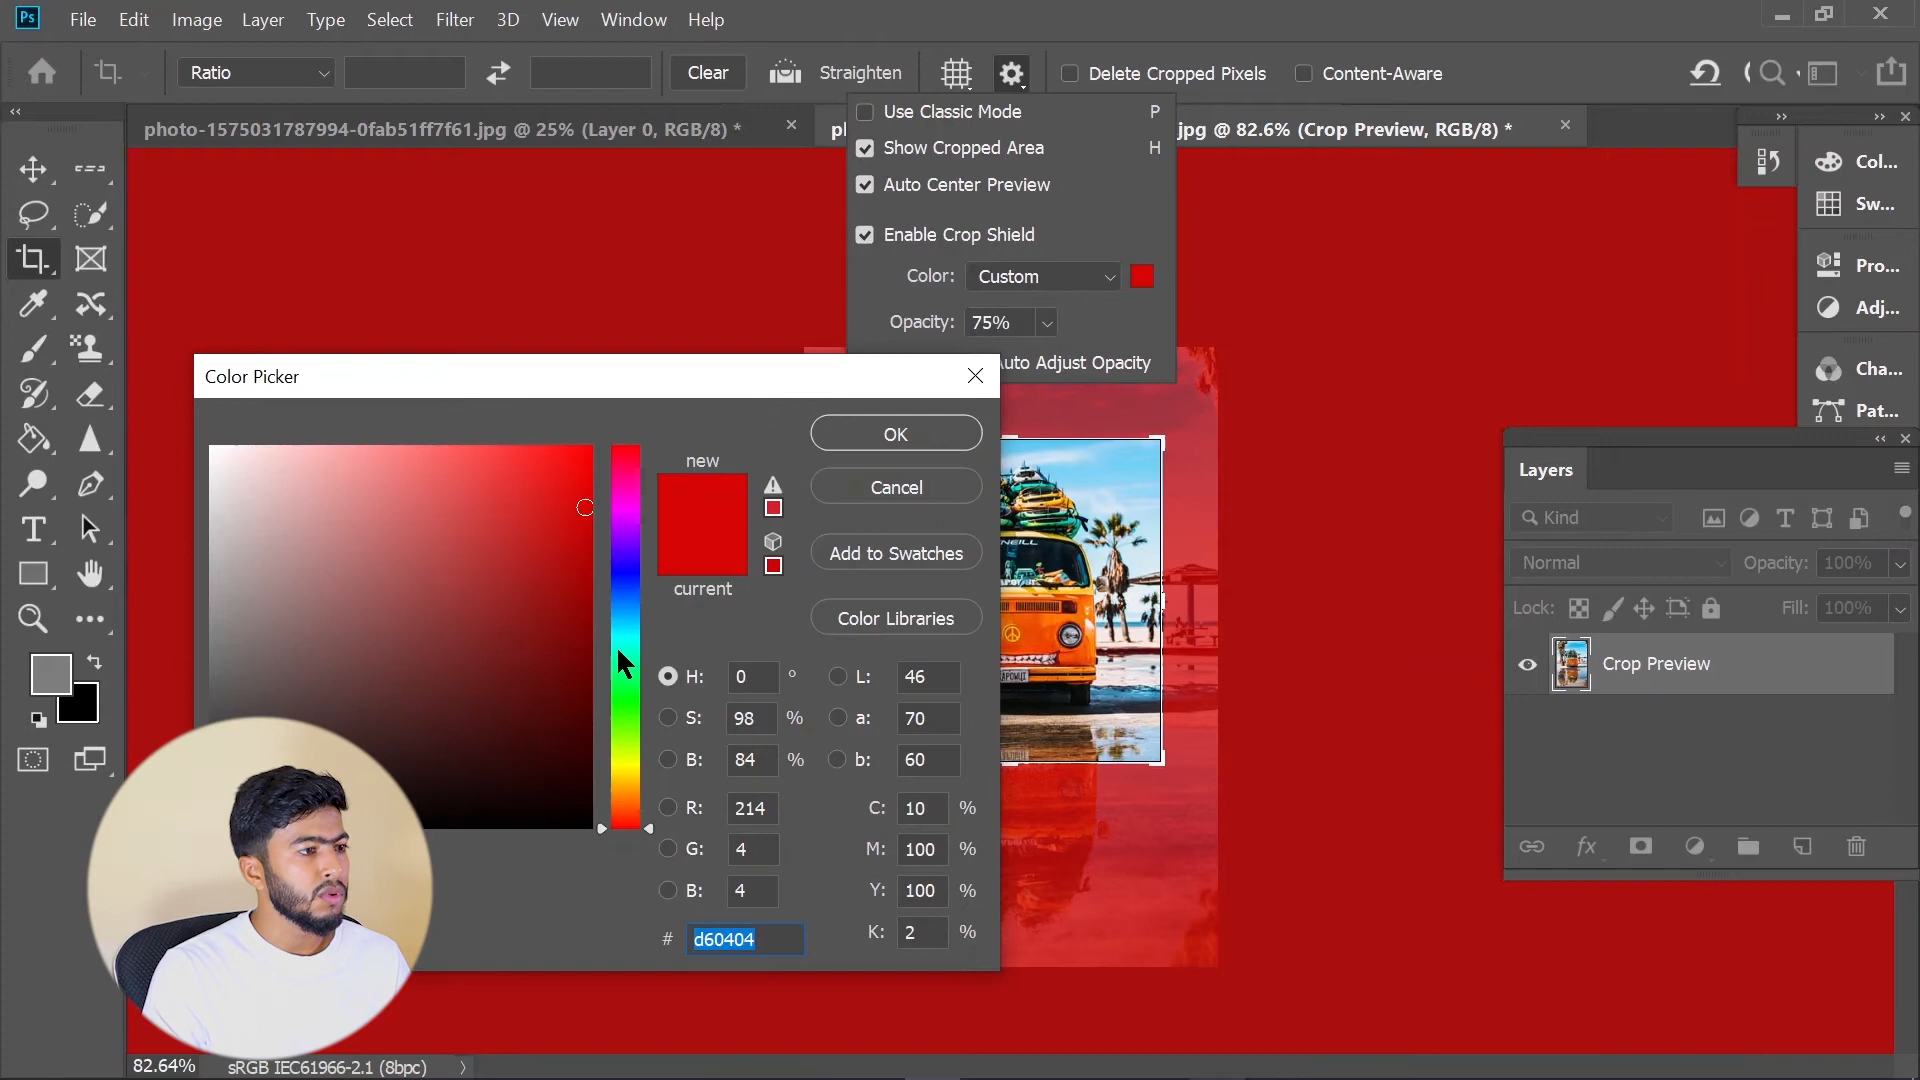 Ps File Edit Image Layer Type Select Filter 3D View Window Help
Ratio Clear Straighten Delete Cropped Pixels Content-Aware
photo-1575031787994-0fab51ff7f61.jpg @ 25% (Layer 0, RGB/8) *
jpg @ 82.6% (Crop Preview, RGB/8) *
Use Classic Mode P
Show Cropped Area H
Auto Center Preview
Enable Crop Shield
Color: Custom
Opacity: 75%
Auto Adjust Opacity
Col...
Sw...
Pro...
Adj...
Cha...
Pat...
Color Picker
OK
new
Cancel
Add to Swatches
current
Color Libraries
H: 0 ° L: 46
S: 98 % a: 70
B: 84 % b: 60
R: 214 C: 10 %
G: 4 M: 100 %
B: 4 Y: 100 %
# d60404 K: 2 %
Layers
Kind
Normal Opacity: 100%
Lock: Fill: 100%
Crop Preview
fx
82.64% sRGB IEC61966-2.1 (8bpc)